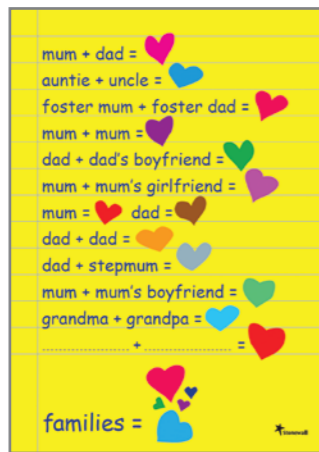 mum + dad =
auntie + uncle =
foster mum + foster dad =
mum + mum =
dad + dad's boyfriend =
mum + mum's girlfriend =
mum = dad =
dad + dad =
dad + stepmum =
mum + mum's boyfriend =
grandma + grandpa =
.................... + .................... =
families =